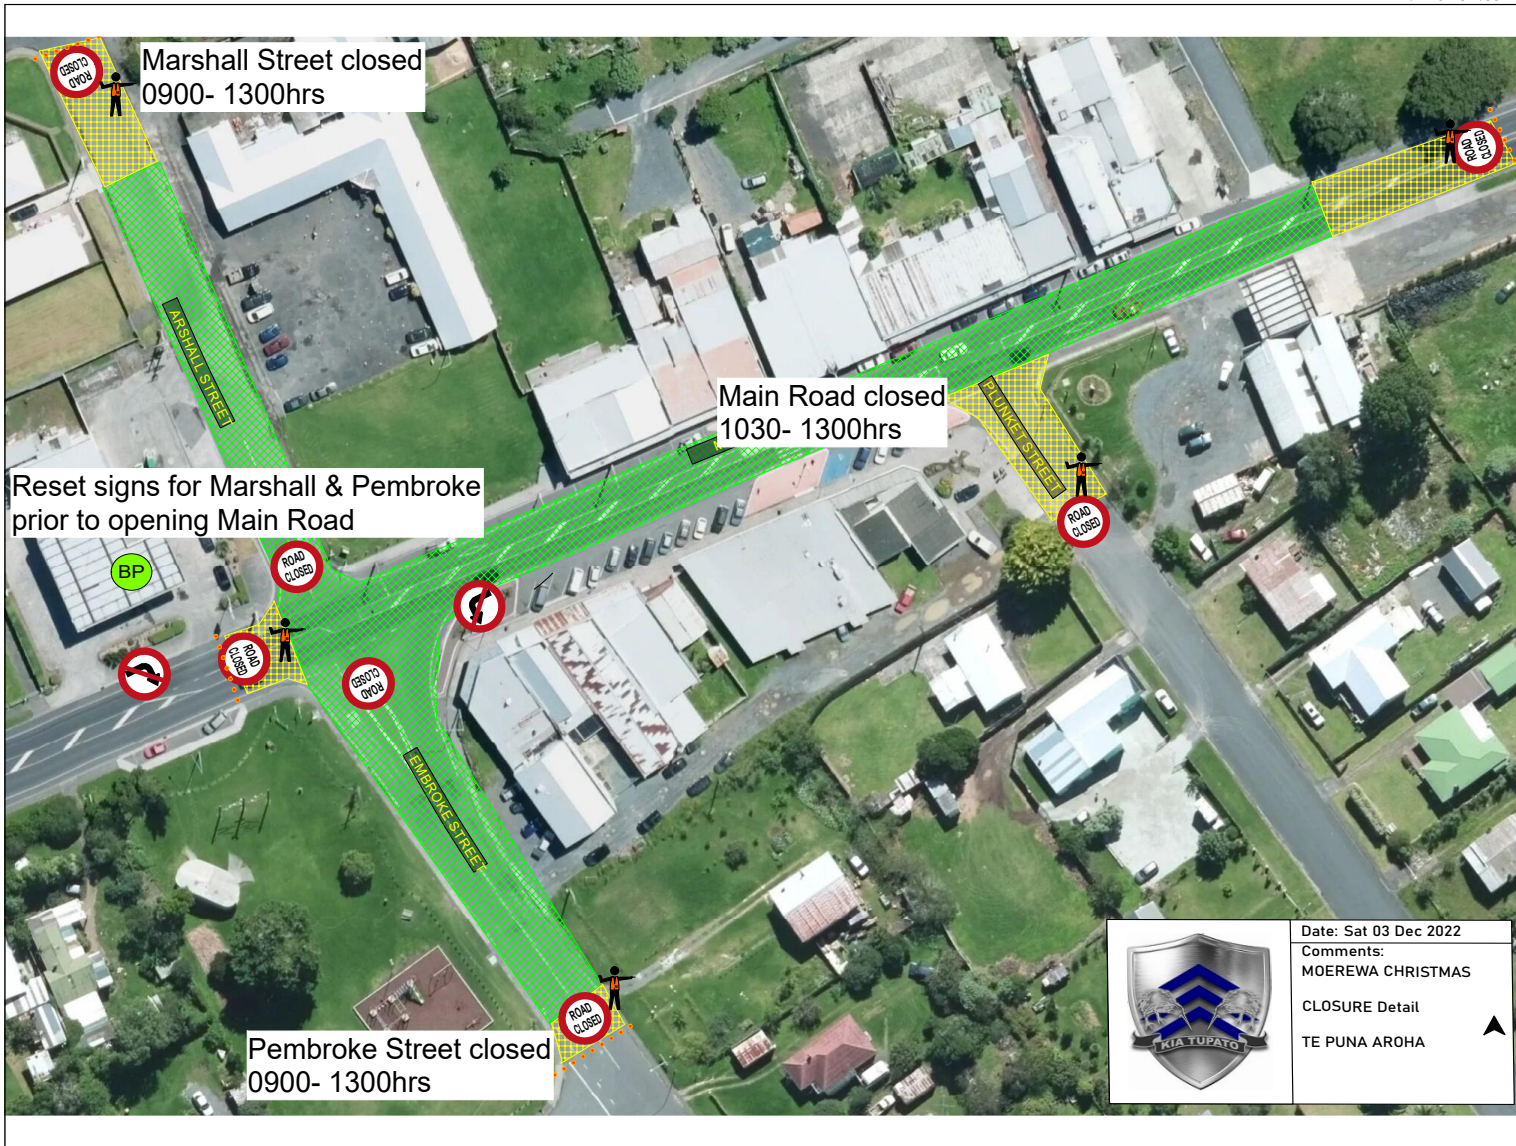 Marshall Street closed
0900- 1300hrs
ROAD
CLOSED
ROAD
CLOSED
ARSHALL STREET
Main Road closed
1030- 1300hrs
PLUNKET STREET
Reset signs for Marshall & Pembroke
prior to opening Main Road
BP
ROAD
CLOSED
ROAD
CLOSED
ROAD
CLOSED
ROAD
CLOSED
EMBROKE STREET
ROAD
CLOSED
Pembroke Street closed
0900- 1300hrs
KIA TUPATO
Date: Sat 03 Dec 2022
Comments:
MOEREWA CHRISTMAS
CLOSURE Detail
TE PUNA AROHA